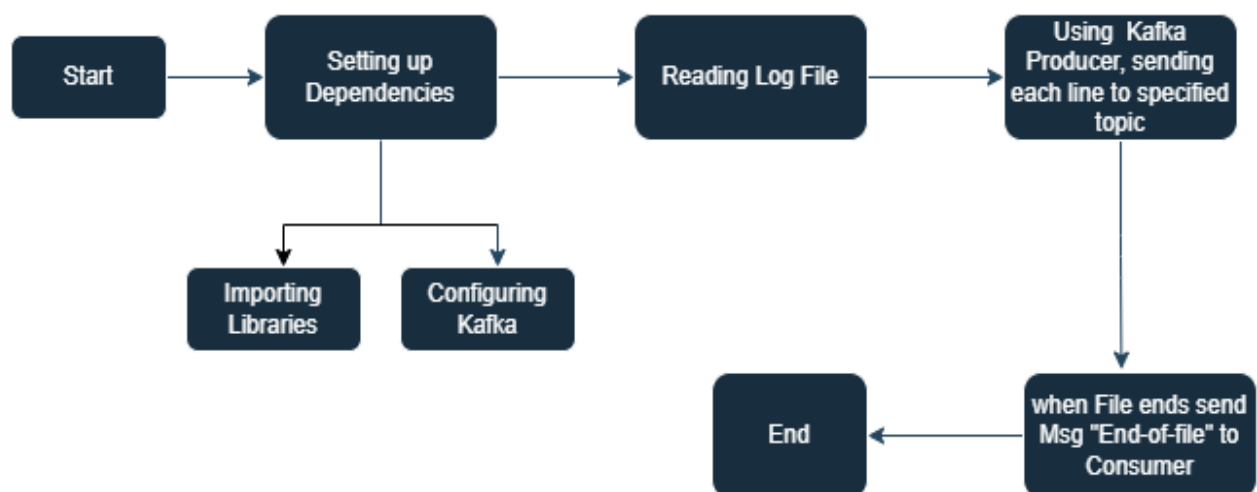 Start
Setting up
Dependencies
Reading Log File
Using Kafka
Producer, sending
each line to specified
topic
Importing
Libraries
Configuring
Kafka
when File ends send
Msg "End-of-file" to
Consumer
End